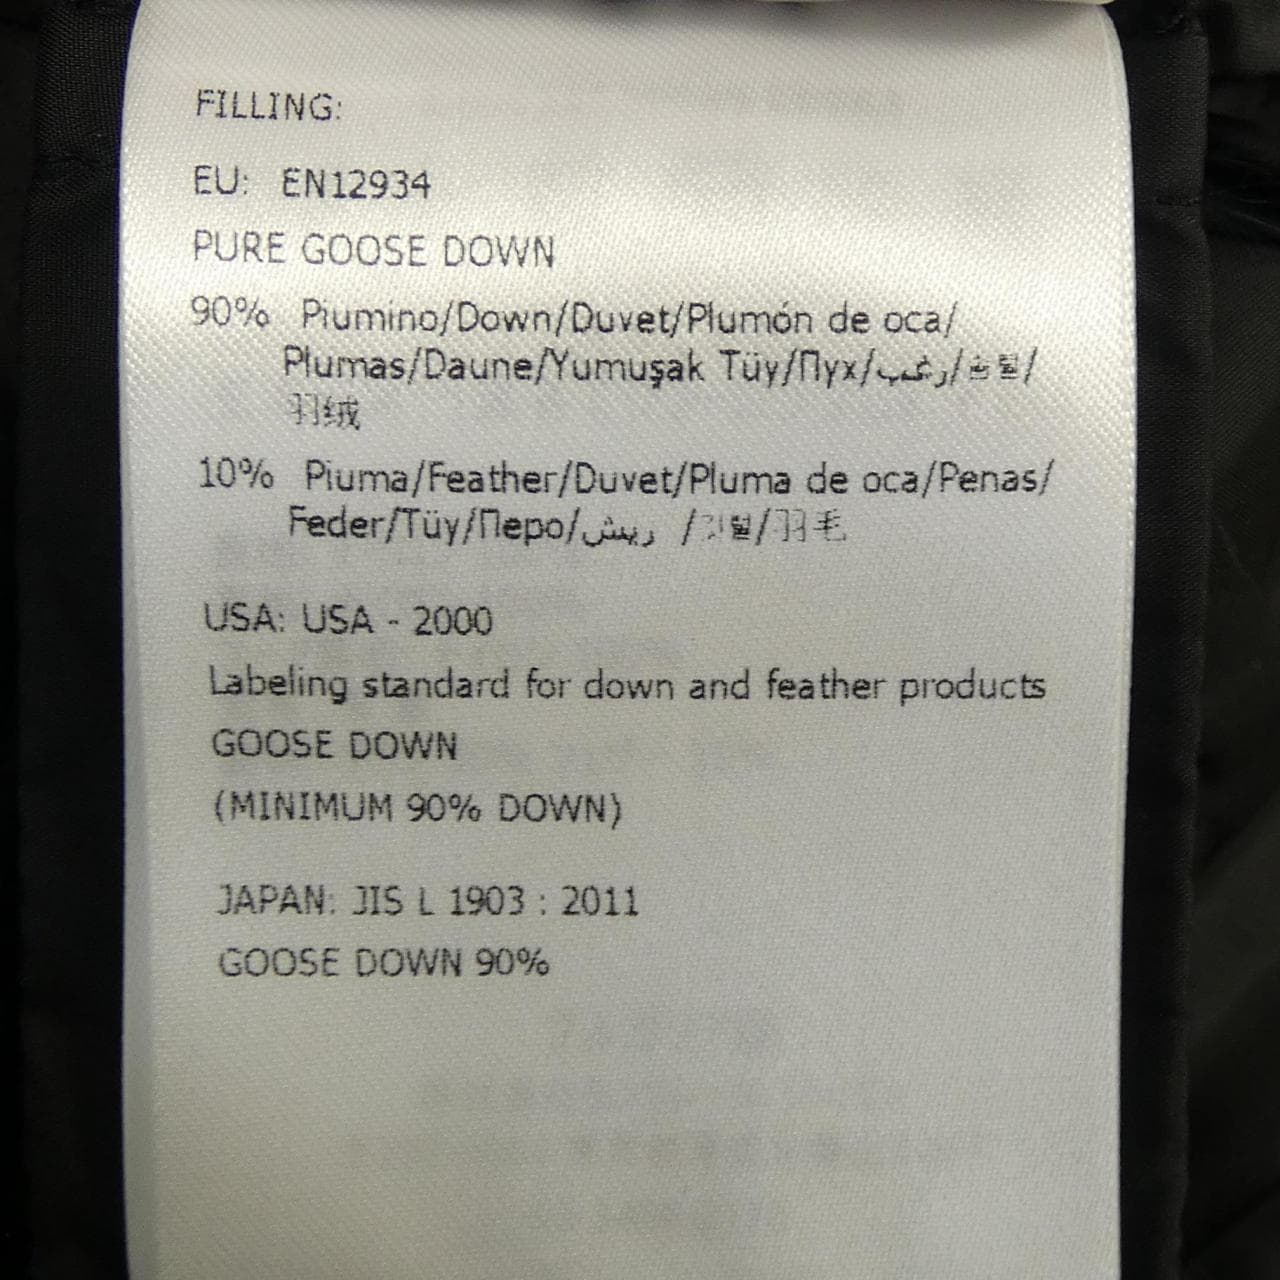 FILLING:
EU: EN12934
PURE GOOSE DOWN
90% Piumino/Down/Duvet/Plumón de oca/
Plumas/Daune/Yumuşak Tüy/Пух/زغب/솜털/
羽绒
10% Piuma/Feather/Duvet/Pluma de oca/Penas/
Feder/Tüy/Перо/ريش /깃털/羽毛
USA: USA - 2000
Labeling standard for down and feather products
GOOSE DOWN
(MINIMUM 90% DOWN)
JAPAN: JIS L 1903 : 2011
GOOSE DOWN 90%